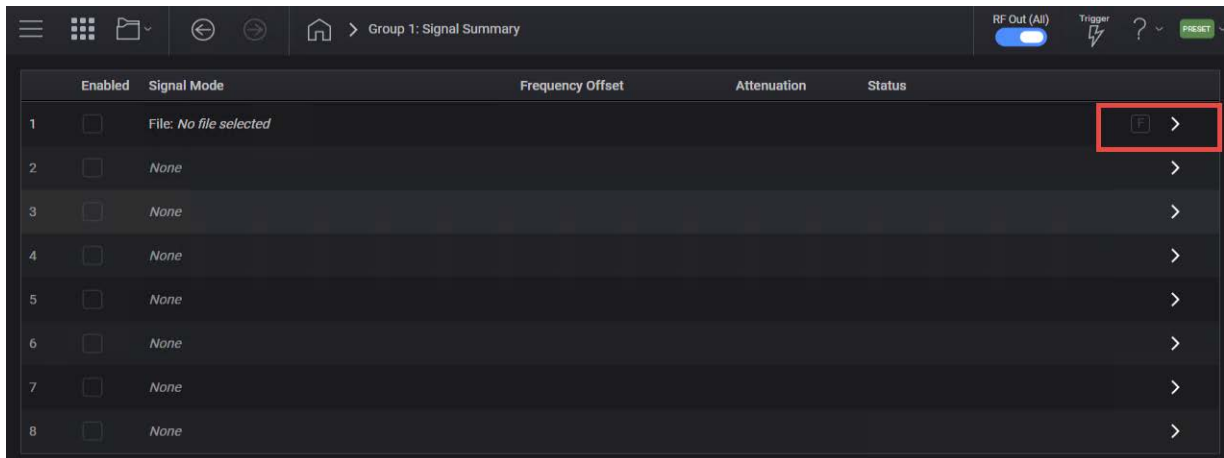 Group 1: Signal Summary
RF Out (All)
Trigger
PRESET
Enabled Signal Mode Frequency Offset Attenuation Status
1 File: No file selected F
2 None
3 None
4 None
5 None
6 None
7 None
8 None